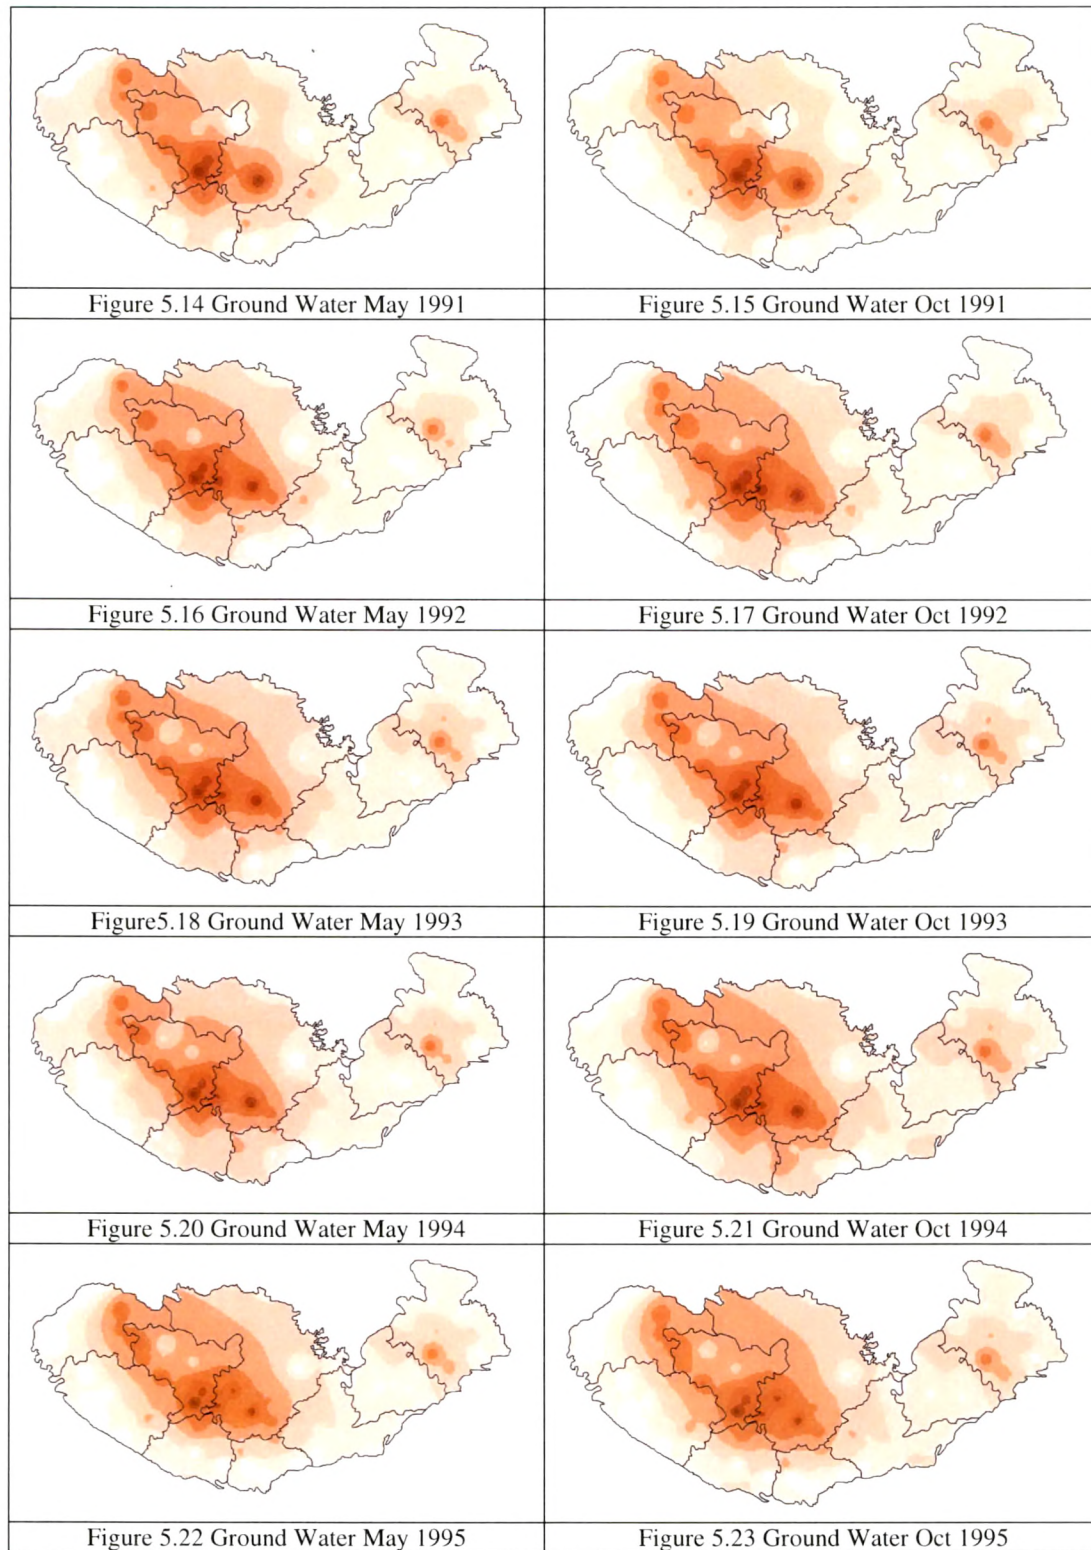 Figure 5.14 Ground Water May 1991
Figure 5.15 Ground Water Oct 1991
Figure 5.16 Ground Water May 1992
Figure 5.17 Ground Water Oct 1992
Figure5.18 Ground Water May 1993
Figure 5.19 Ground Water Oct 1993
Figure 5.20 Ground Water May 1994
Figure 5.21 Ground Water Oct 1994
Figure 5.22 Ground Water May 1995
Figure 5.23 Ground Water Oct 1995